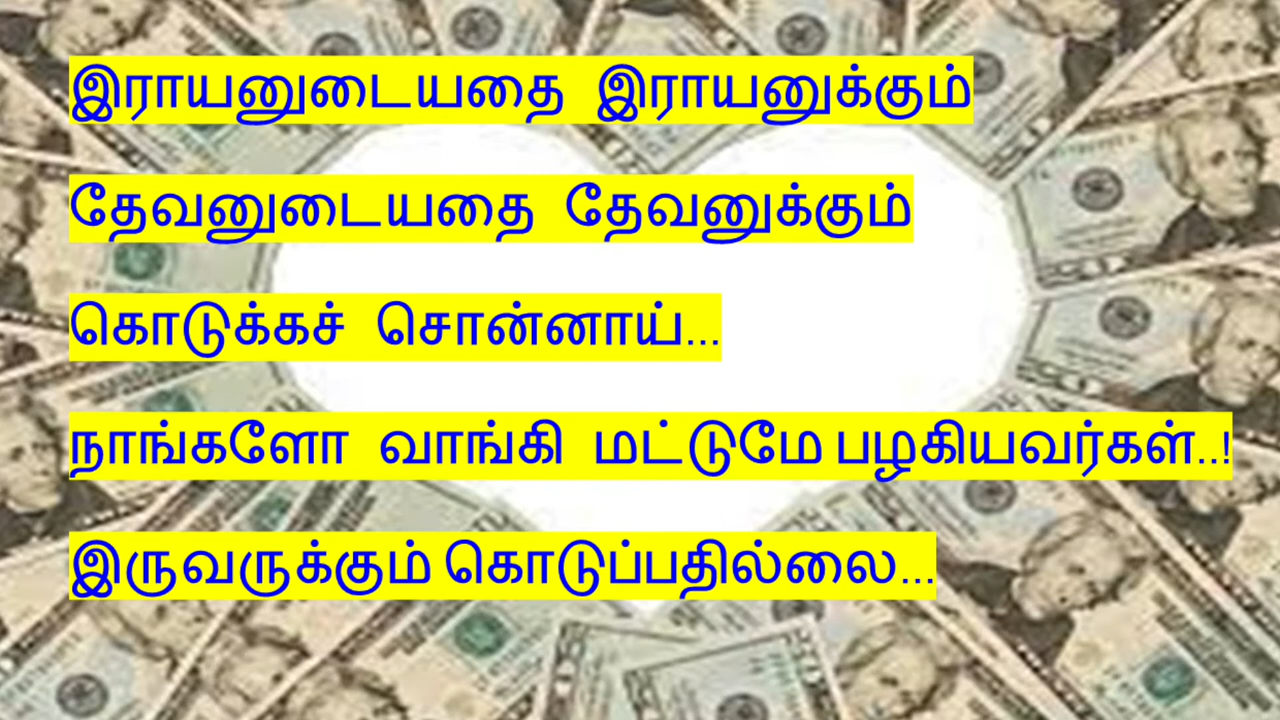 இராயனுடையதை இராயனுக்கும்
தேவனுடையதை தேவனுக்கும்
கொடுக்கச் சொன்னாய்...
நாங்களோ வாங்கி மட்டுமே பழகியவர்கள்..!
இருவருக்கும் கொடுப்பதில்லை...